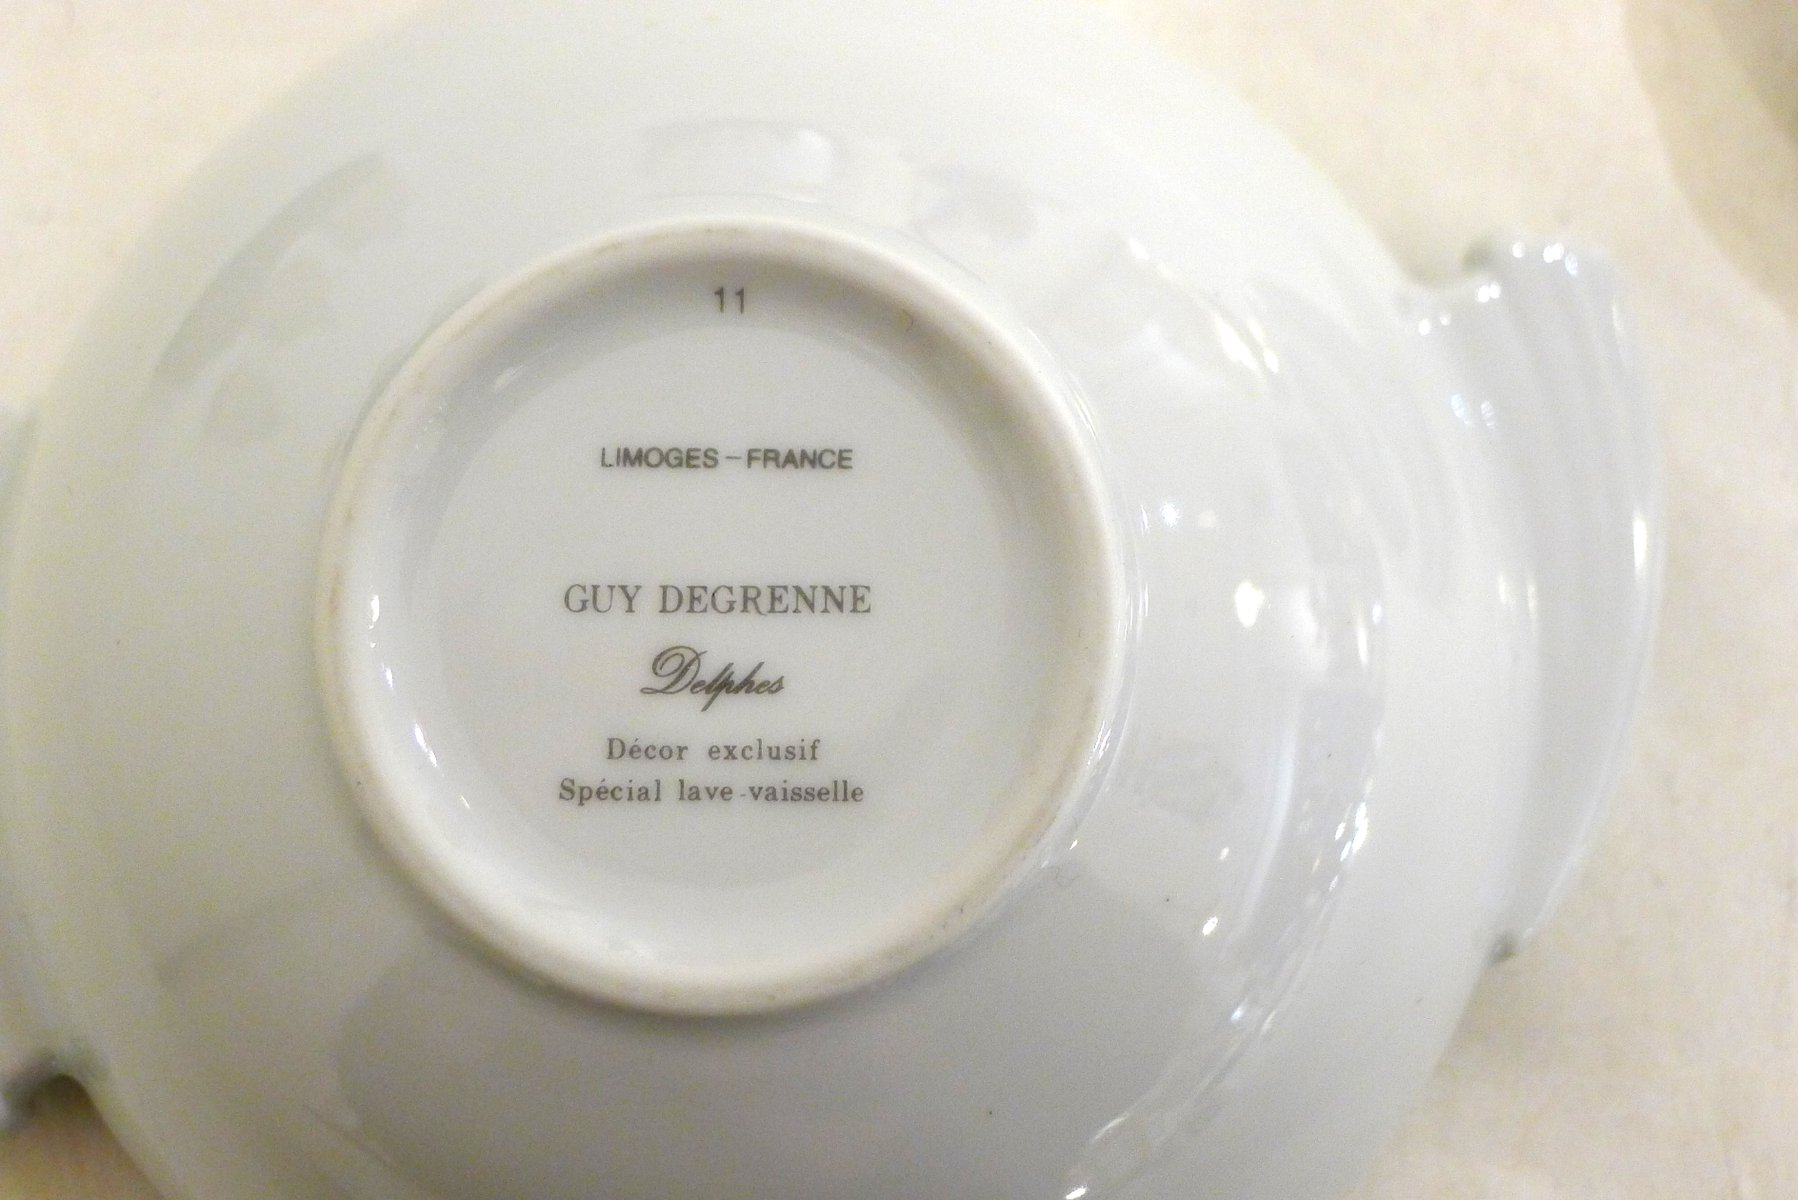 11
LIMOGES - FRANCE
GUY DEGRENNE
Delphes
Décor exclusif
Spécial lave-vaisselle